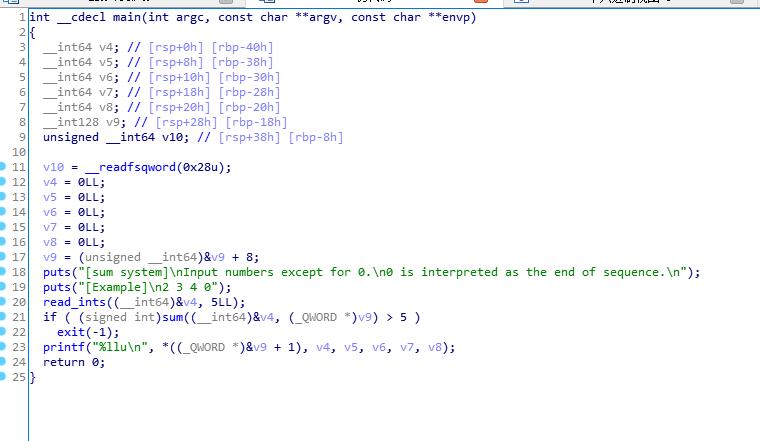 1 int __cdecl main(int argc, const char **argv, const char **envp)
2 {
3 __int64 v4; // [rsp+0h] [rbp-40h]
4 __int64 v5; // [rsp+8h] [rbp-38h]
5 __int64 v6; // [rsp+10h] [rbp-30h]
6 __int64 v7; // [rsp+18h] [rbp-28h]
7 __int64 v8; // [rsp+20h] [rbp-20h]
8 __int128 v9; // [rsp+28h] [rbp-18h]
9 unsigned __int64 v10; // [rsp+38h] [rbp-8h]
10
11 v10 = __readfsqword(0x28u);
12 v4 = 0LL;
13 v5 = 0LL;
14 v6 = 0LL;
15 v7 = 0LL;
16 v8 = 0LL;
17 v9 = (unsigned __int64)&v9 + 8;
18 puts("[sum system]\nInput numbers except for 0.\n0 is interpreted as the end of sequence.\n");
19 puts("[Example]\n2 3 4 0");
20 read_ints((__int64)&v4, 5LL);
21 if ( (signed int)sum((__int64)&v4, (_QWORD *)v9) > 5 )
22 exit(-1);
23 printf("%llu\n", *((_QWORD *)&v9 + 1), v4, v5, v6, v7, v8);
24 return 0;
25 }